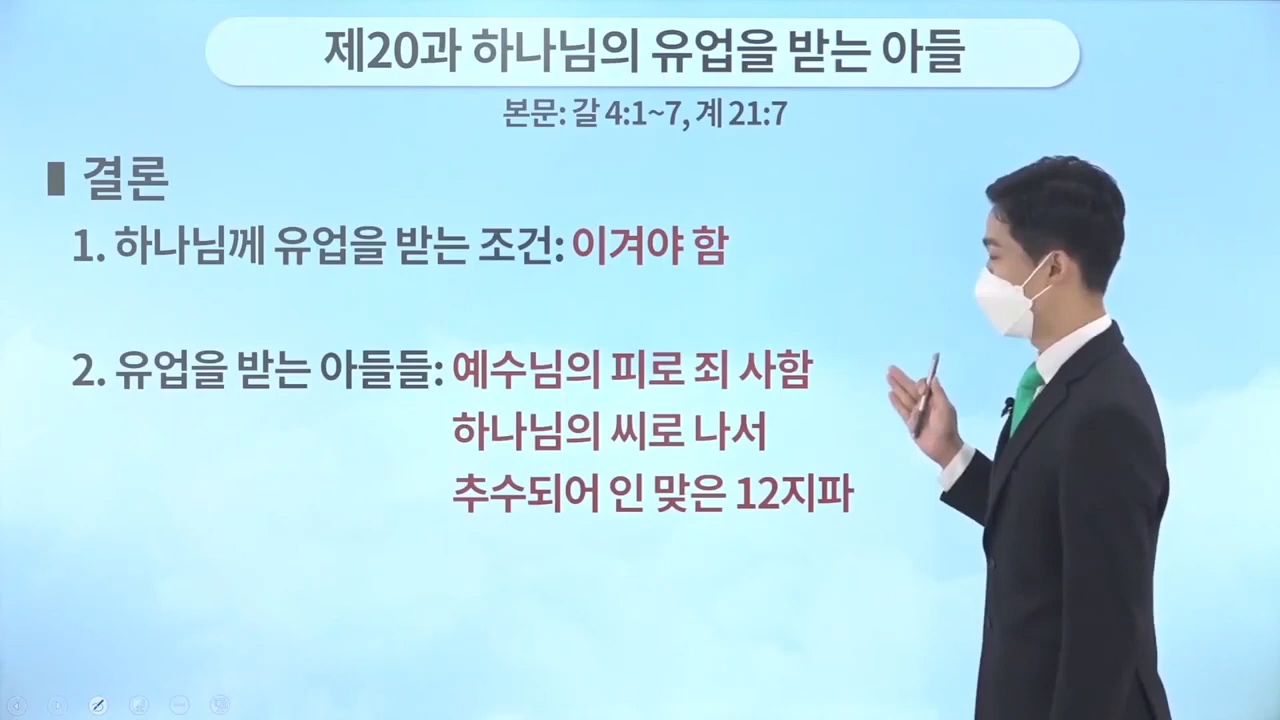 제20과 하나님의 유업을 받는 아들
본문: 갈 4:1~7, 계 21:7
결론
1. 하나님께 유업을 받는 조건: 이겨야 함
2. 유업을 받는 아들들: 예수님의 피로 죄 사함
하나님의 씨로 나서
추수되어 인 맞은 12지파